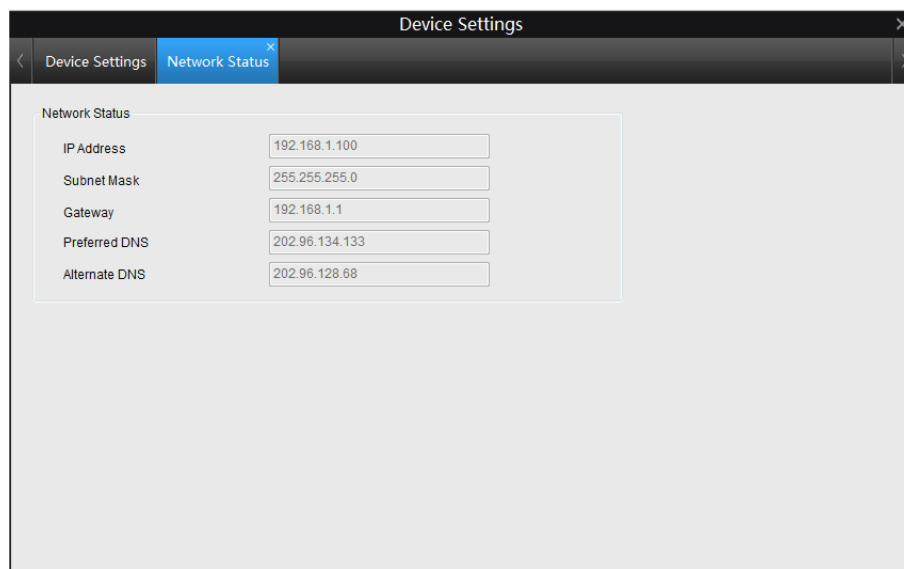 Device Settings
Device Settings Network Status
Network Status
IP Address 192.168.1.100
Subnet Mask 255.255.255.0
Gateway 192.168.1.1
Preferred DNS 202.96.134.133
Alternate DNS 202.96.128.68